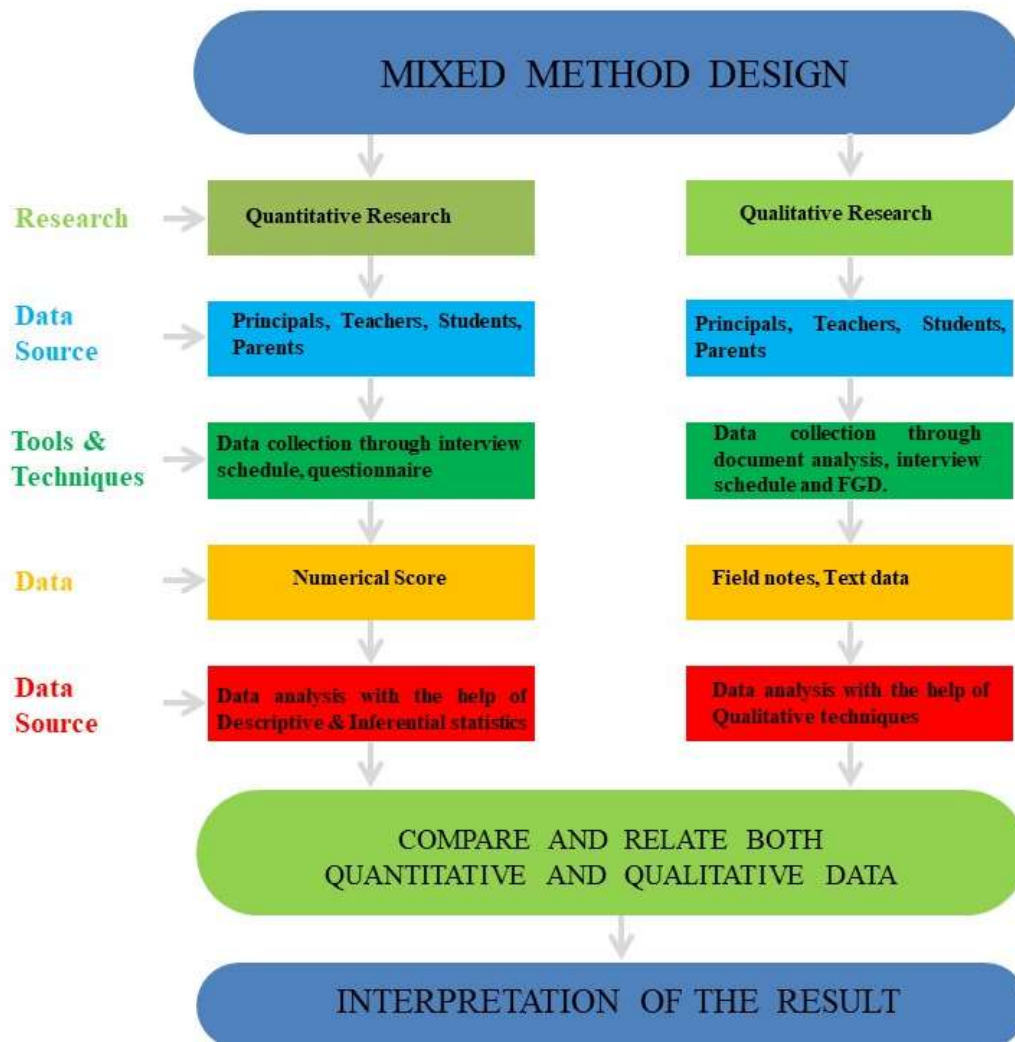 MIXED METHOD DESIGN
Research
Quantitative Research
Qualitative Research
Data
Source
Principals, Teachers, Students,
Parents
Principals, Teachers, Students,
Parents
Tools &
Techniques
Data collection through interview
schedule, questionnaire
Data collection through
document analysis, interview
schedule and FGD.
Data
Numerical Score
Field notes, Text data
Data
Source
Data analysis with the help of
Descriptive & Inferential statistics
Data analysis with the help of
Qualitative techniques
COMPARE AND RELATE BOTH
QUANTITATIVE AND QUALITATIVE DATA
INTERPRETATION OF THE RESULT